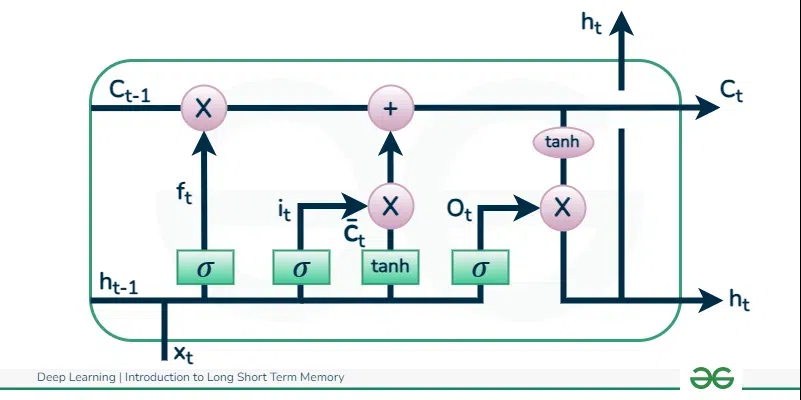 hₜ
Cₜ₋₁
X
+
Cₜ
tanh
fₜ
iₜ
X
C̄ₜ
Oₜ
X
σ
σ
tanh
σ
hₜ₋₁
hₜ
xₜ
Deep Learning | Introduction to Long Short Term Memory